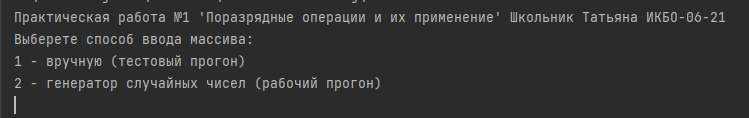 Практическая работа №1 'Поразрядные операции и их применение' Школьник Татьяна ИКБО-06-21
Выберете способ ввода массива:
1 - вручную (тестовый прогон)
2 - генератор случайных чисел (рабочий прогон)